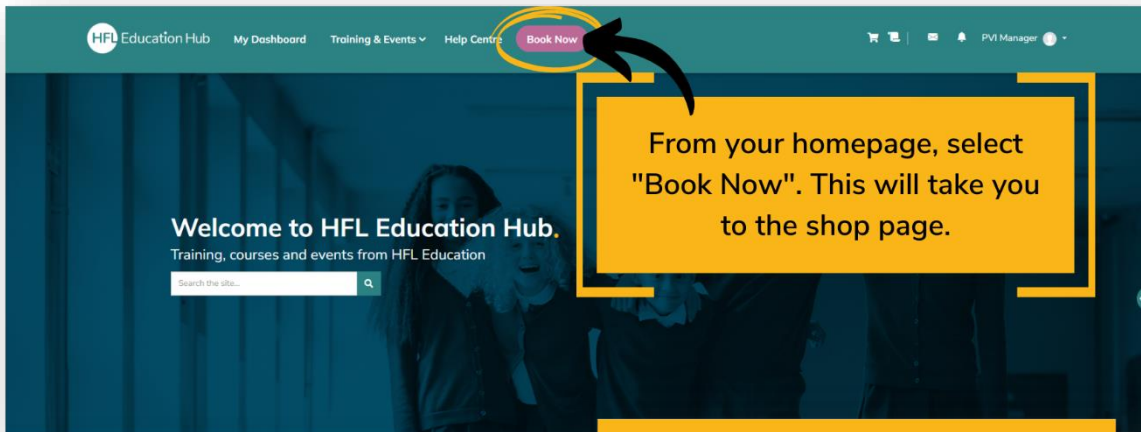 HFL Education Hub My Dashboard Training & Events Help Centre Book Now PVI Manager
From your homepage, select
"Book Now". This will take you
to the shop page.
Welcome to HFL Education Hub.
Training, courses and events from HFL Education
Search the site...